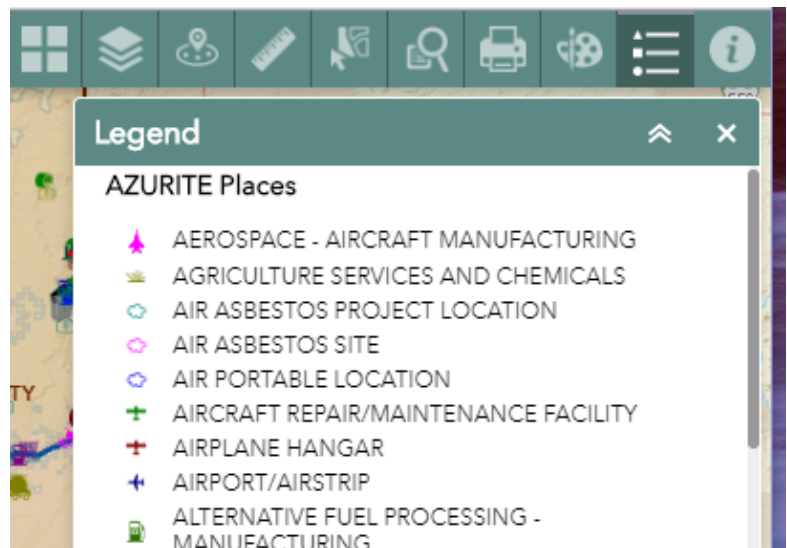 Legend
AZURITE Places
AEROSPACE - AIRCRAFT MANUFACTURING
AGRICULTURE SERVICES AND CHEMICALS
AIR ASBESTOS PROJECT LOCATION
AIR ASBESTOS SITE
AIR PORTABLE LOCATION
TY
AIRCRAFT REPAIR/MAINTENANCE FACILITY
AIRPLANE HANGAR
AIRPORT/AIRSTRIP
ALTERNATIVE FUEL PROCESSING -
MANUFACTURING